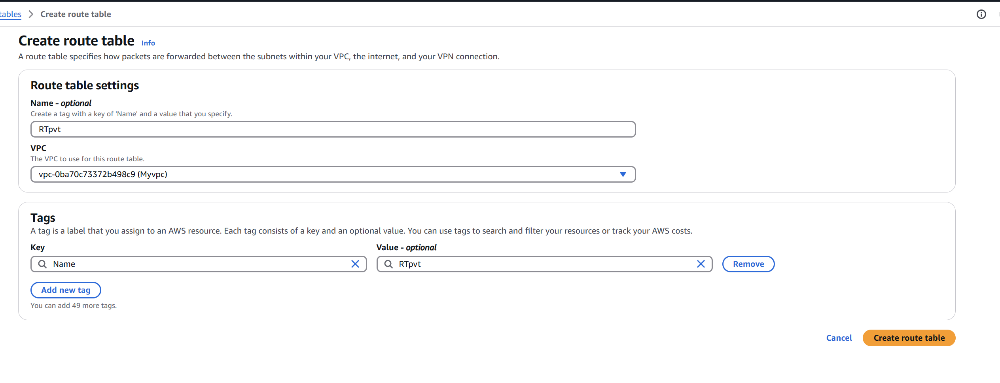 tables
Create route table
Create route table Info
A route table specifies how packets are forwarded between the subnets within your VPC, the internet, and your VPN connection.
Route table settings
Name - optional
Create a tag with a key of 'Name' and a value that you specify.
RTpvt
VPC
The VPC to use for this route table.
vpc-0ba70c73372b498c9 (Myvpc)
Tags
A tag is a label that you assign to an AWS resource. Each tag consists of a key and an optional value. You can use tags to search and filter your resources or track your AWS costs.
Key Value - optional
Name RTpvt Remove
Add new tag
You can add 49 more tags.
Cancel Create route table